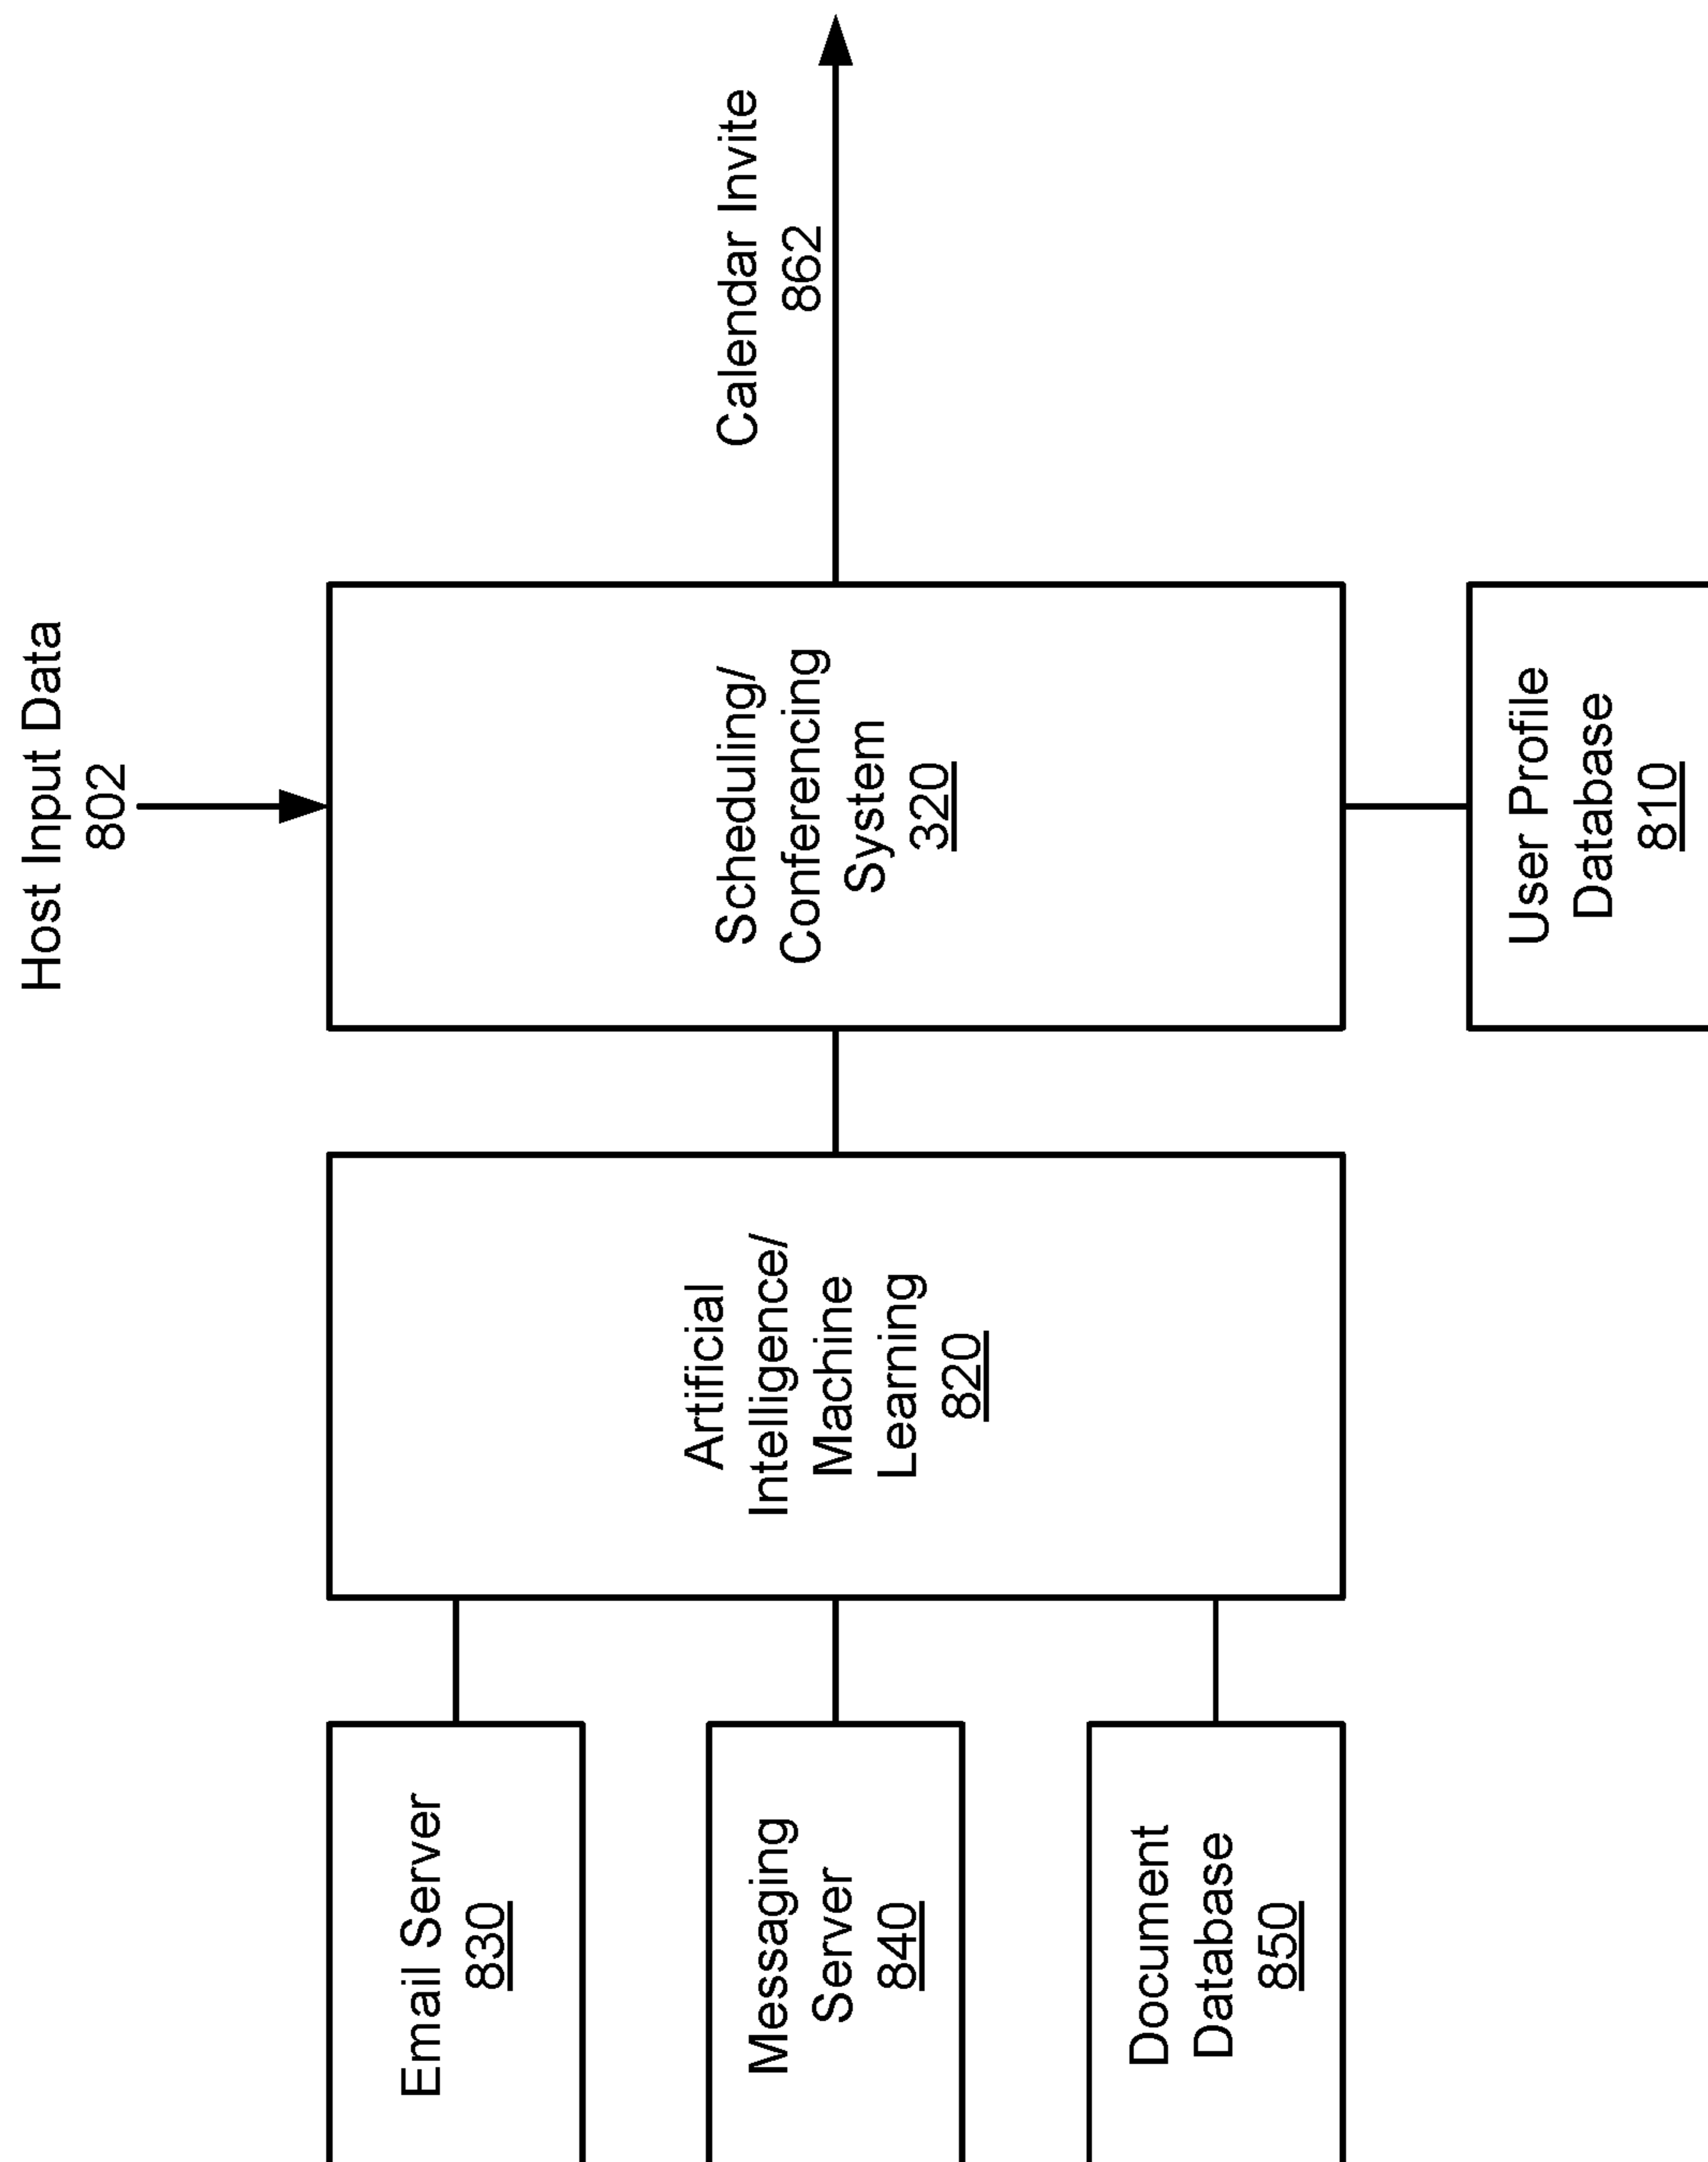 Host Input Data
802
Email Server
830
Messaging
Server
840
Document
Database
850
Artificial
Intelligence/
Machine
Learning
820
Scheduling/
Conferencing
System
320
Calendar Invite
862
User Profile
Database
810